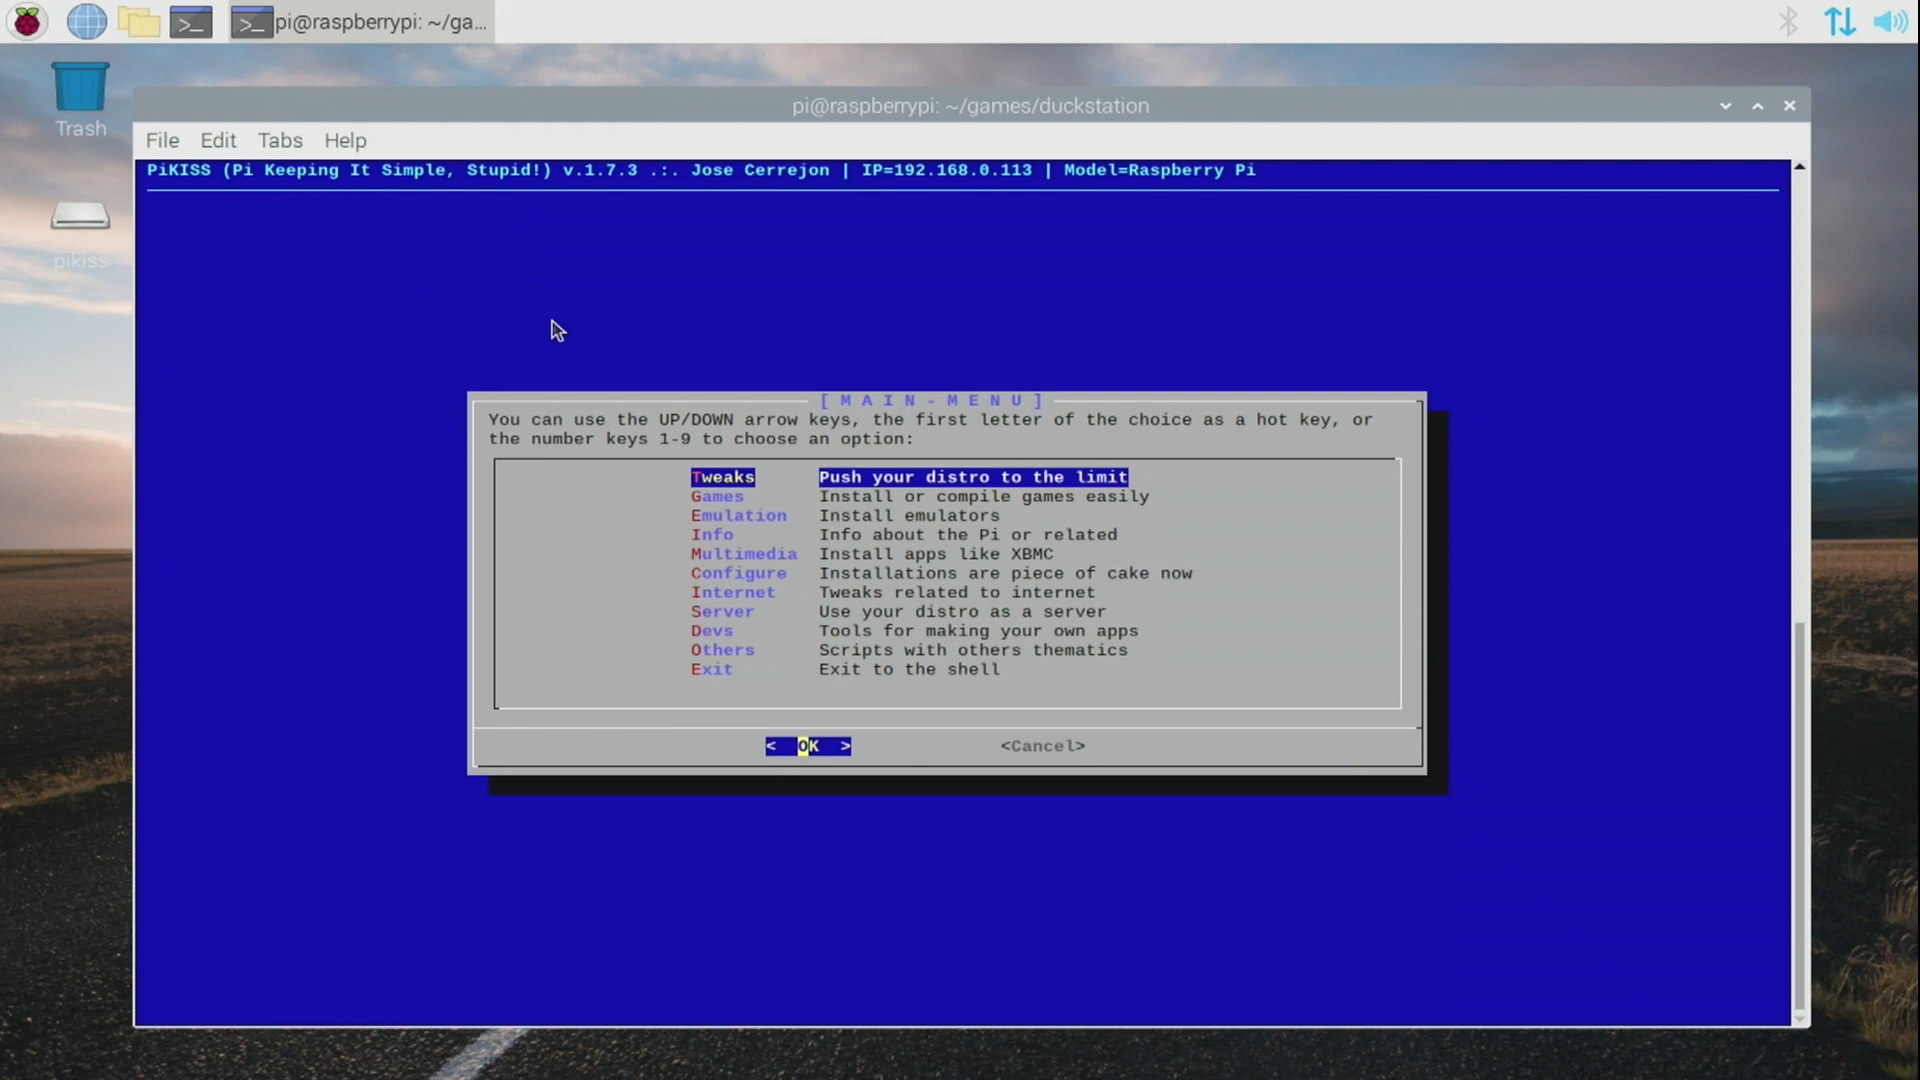 pi@raspberrypi: ~/ga...
Trash
pikiss
pi@raspberrypi: ~/games/duckstation
File Edit Tabs Help
PiKISS (Pi Keeping It Simple, Stupid!) v.1.7.3 .:. Jose Cerrejon | IP=192.168.0.113 | Model=Raspberry Pi
[ M A I N - M E N U ]
You can use the UP/DOWN arrow keys, the first letter of the choice as a hot key, or
the number keys 1-9 to choose an option:
Tweaks Push your distro to the limit
Games Install or compile games easily
Emulation Install emulators
Info Info about the Pi or related
Multimedia Install apps like XBMC
Configure Installations are piece of cake now
Internet Tweaks related to internet
Server Use your distro as a server
Devs Tools for making your own apps
Others Scripts with others thematics
Exit Exit to the shell
< OK > <Cancel>